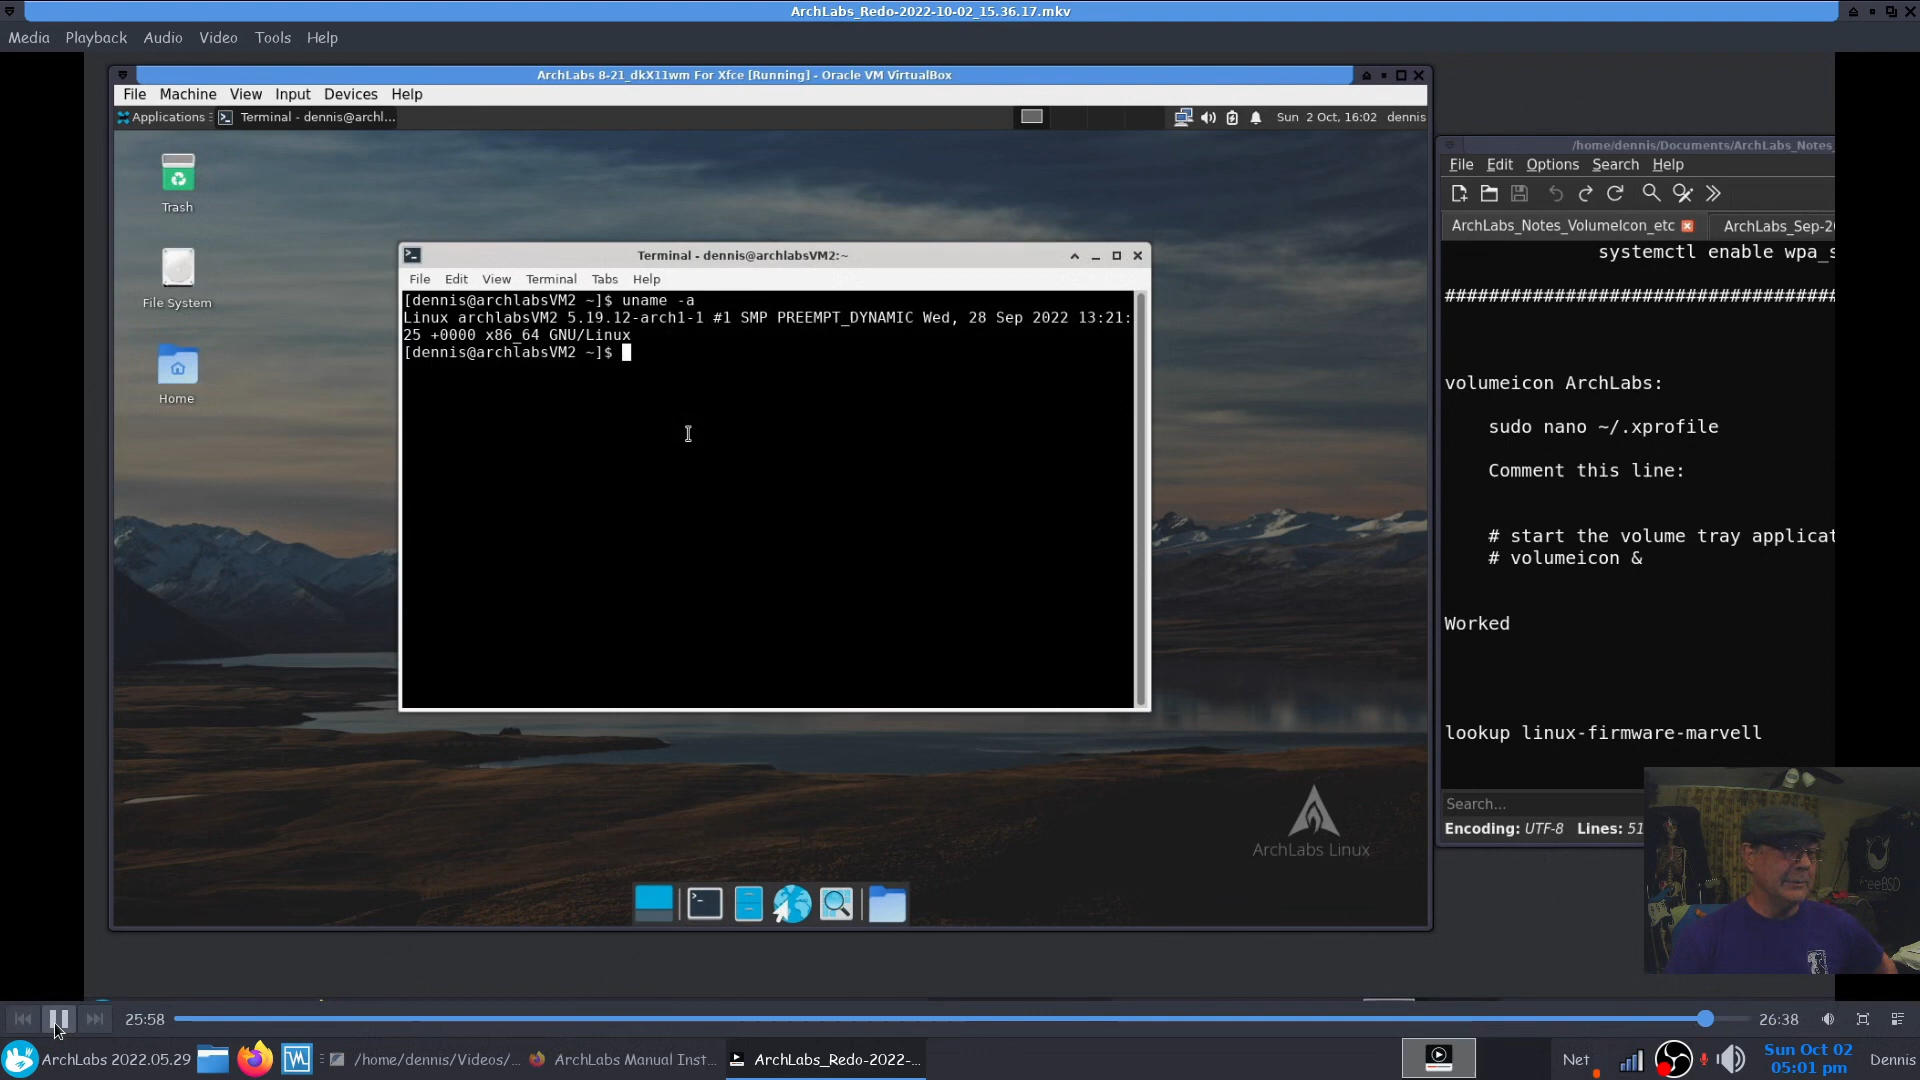 ArchLabs_Redo-2022-10-02_15.36.17.mkv
Media Playback Audio Video Tools Help
ArchLabs 8-21_dkX11wm For Xfce [Running] - Oracle VM VirtualBox
File Machine View Input Devices Help
Applications Terminal - dennis@archl... Sun 2 Oct, 16:02 dennis
Trash
File System
Home
Terminal - dennis@archlabsVM2:~
File Edit View Terminal Tabs Help
[dennis@archlabsVM2 ~]$ uname -a
Linux archlabsVM2 5.19.12-arch1-1 #1 SMP PREEMPT_DYNAMIC Wed, 28 Sep 2022 13:21:
25 +0000 x86_64 GNU/Linux
[dennis@archlabsVM2 ~]$
ArchLabs Linux
/home/dennis/Documents/ArchLabs_Notes_
File Edit Options Search Help
ArchLabs_Notes_VolumeIcon_etc ArchLabs_Sep-2
systemctl enable wpa_s
####################################
volumeicon ArchLabs:
sudo nano ~/.xprofile
Comment this line:
# start the volume tray applicat
# volumeicon &
Worked
lookup linux-firmware-marvell
Search...
Encoding: UTF-8 Lines: 51
reeBSD
25:58 26:38
ArchLabs 2022.05.29 /home/dennis/Videos/... ArchLabs Manual Inst... ArchLabs_Redo-2022-... Net Sun Oct 02 Dennis
05:01 pm